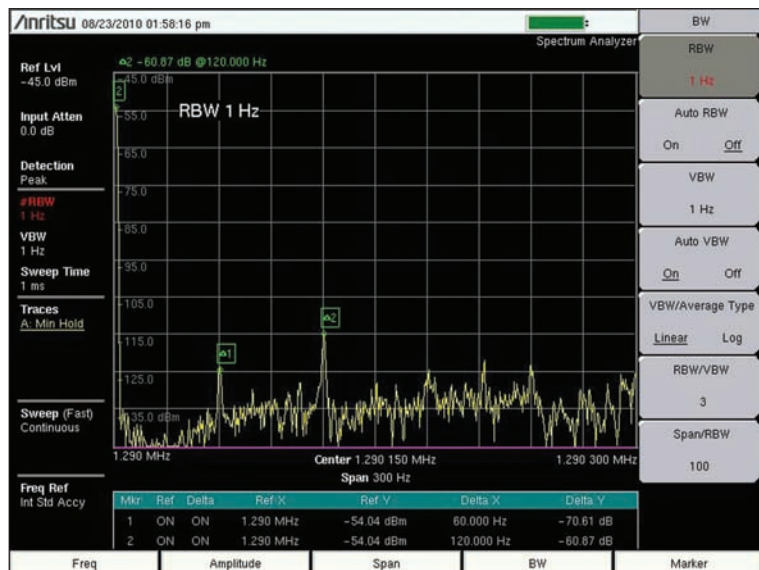 /Inritsu 08/23/2010 01:58:16 pm
BW
Spectrum Analyzer
Ref Lvl
-45.0 dBm
Input Atten
0.0 dB
Detection
Peak
#RBW
1 Hz
VBW
1 Hz
Sweep Time
1 ms
Traces
A: Min Hold
Sweep (Fast)
Continuous
Freq Ref
Int Std Accy
2 -60.87 dB @120.000 Hz
-45.0 dBm
2
RBW 1 Hz
-55.0
-65.0
-75.0
-85.0
-95.0
-105.0
-115.0
-125.0
-135.0 dBm
1
2
1.290 MHz
Center 1.290 150 MHz
1.290 300 MHz
Span 300 Hz
Mkr Ref Delta Ref X Ref Y Delta X Delta Y
1 ON ON 1.290 MHz -54.04 dBm 60.000 Hz -70.61 dB
2 ON ON 1.290 MHz -54.04 dBm 120.000 Hz -60.87 dB
RBW
1 Hz
Auto RBW
On Off
VBW
1 Hz
Auto VBW
On Off
VBW/Average Type
Linear Log
RBW/VBW
3
Span/RBW
100
Freq Amplitude Span BW Marker